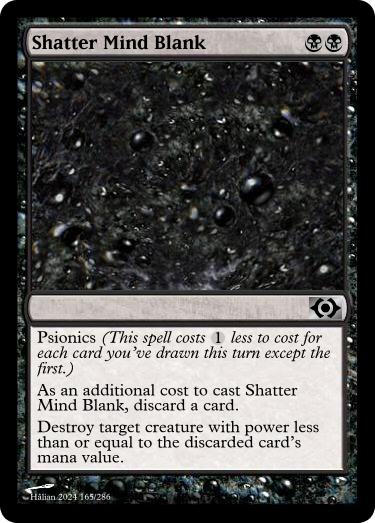 Shatter Mind Blank
Psionics (This spell costs 1 less to cost for
each card you've drawn this turn except the
first.)
As an additional cost to cast Shatter
Mind Blank, discard a card.
Destroy target creature with power less
than or equal to the discarded card's
mana value.
Hálian 2024 165/286